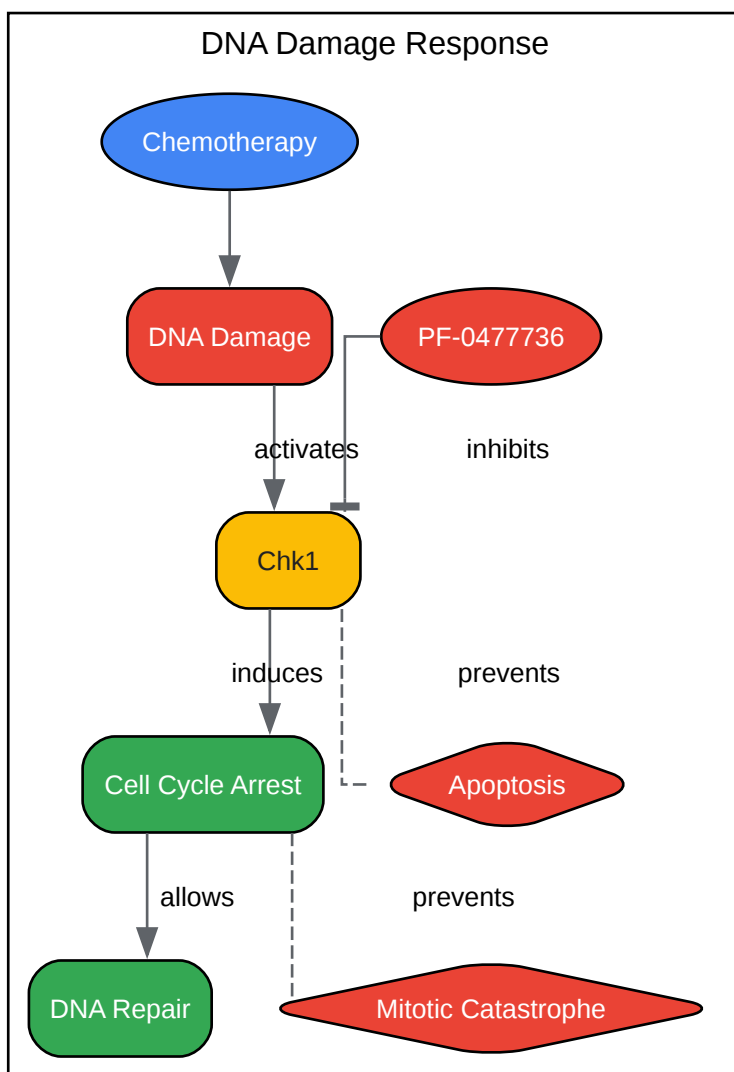 DNA Damage Response
Chemotherapy
DNA Damage
PF-0477736
activates
inhibits
Chk1
induces
prevents
Cell Cycle Arrest
Apoptosis
allows
prevents
DNA Repair
Mitotic Catastrophe